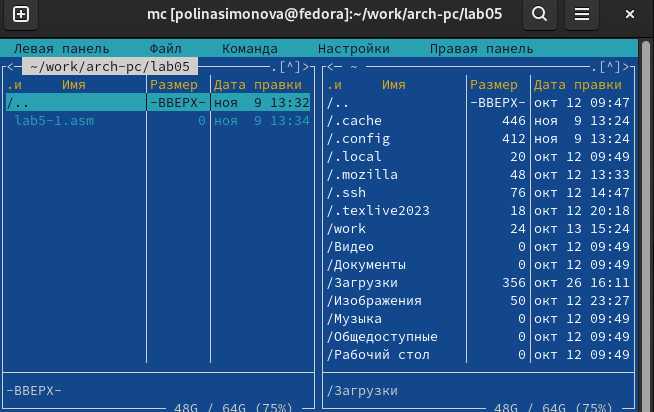 mc [polinasimonova@fedora]:~/work/arch-pc/lab05
Левая панель Файл Команда Настройки Правая панель
<─ ~/work/arch-pc/lab05 .[^]>
.и Имя Размер Дата правки
/.. -ВВЕРХ- ноя 9 13:32
lab5-1.asm 0 ноя 9 13:34
-ВВЕРХ-
48G / 64G (75%)
<─ ~ .[^]>
.и Имя Размер Дата правки
/.. -ВВЕРХ- окт 12 09:47
/.cache 446 ноя 9 13:24
/.config 412 ноя 9 13:24
/.local 20 окт 12 09:49
/.mozilla 48 окт 12 13:33
/.ssh 76 окт 12 14:47
/.texlive2023 18 окт 12 20:18
/work 24 окт 13 15:24
/Видео 0 окт 12 09:49
/Документы 0 окт 12 09:49
/Загрузки 356 окт 26 16:11
/Изображения 50 окт 12 23:27
/Музыка 0 окт 12 09:49
/Общедоступные 0 окт 12 09:49
/Рабочий стол 0 окт 12 09:49
/Загрузки
48G / 64G (75%)